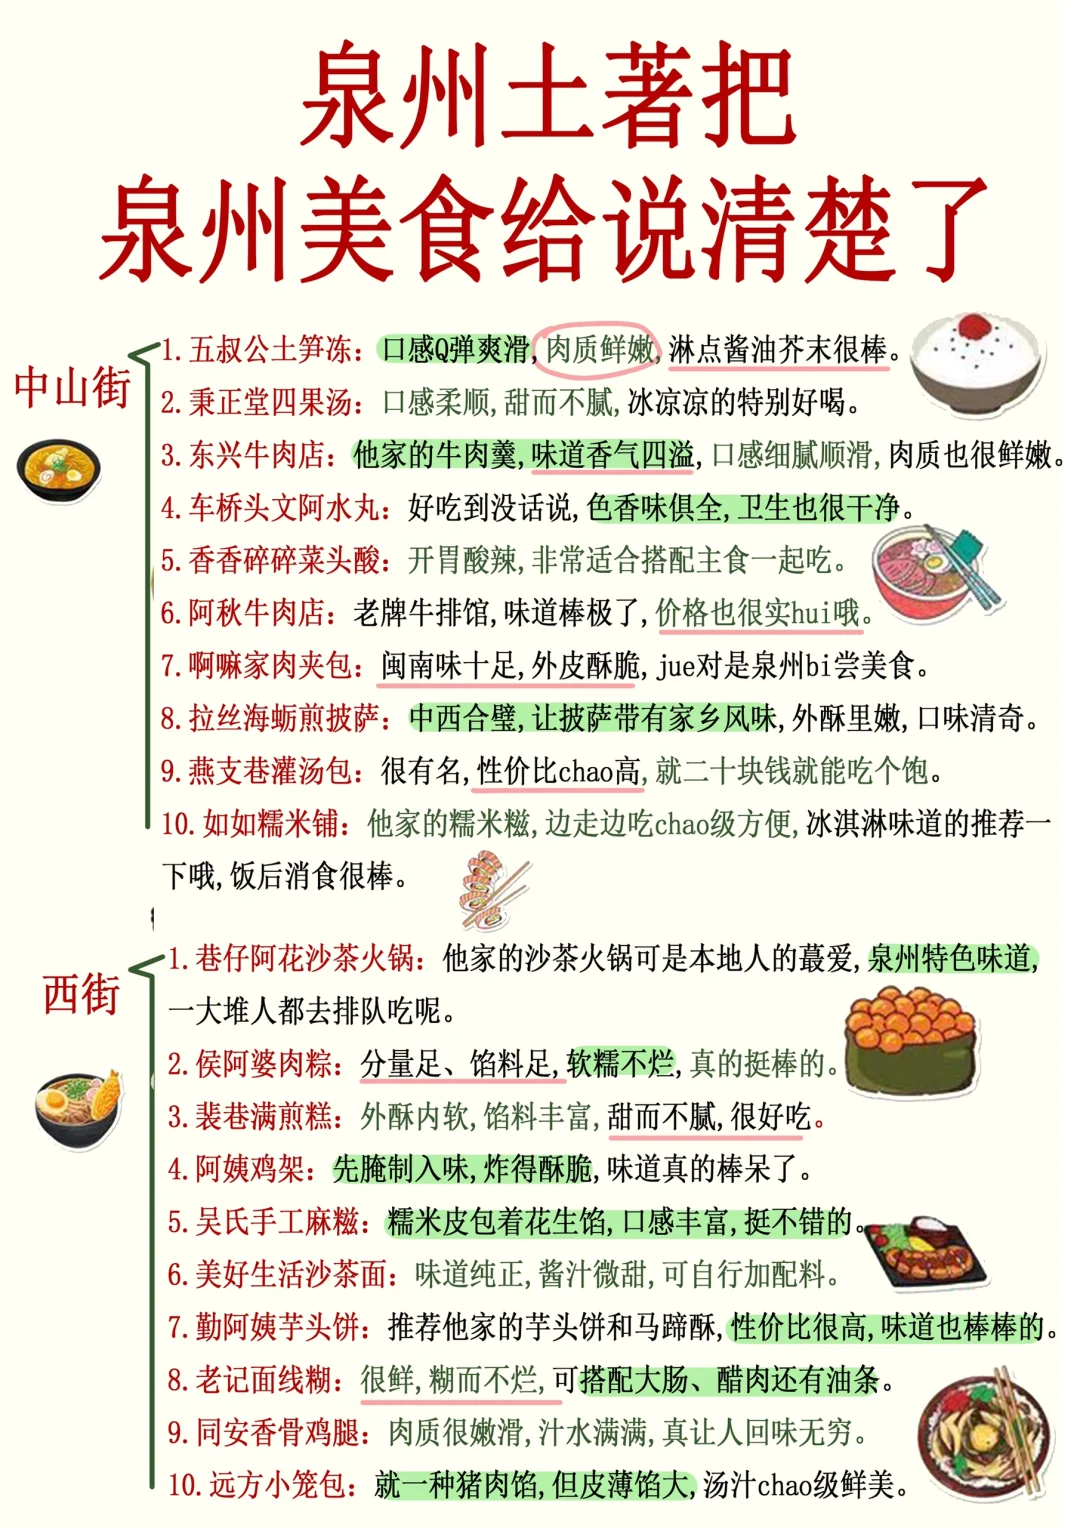 泉州土著把
泉州美食给说清楚了
中山街
1.五叔公土笋冻：口感Q弹爽滑，肉质鲜嫩，淋点酱油芥末很棒。
2.秉正堂四果汤：口感柔顺，甜而不腻，冰凉凉的特别好喝。
3.东兴牛肉店：他家的牛肉羹，味道香气四溢，口感细腻顺滑，肉质也很鲜嫩。
4.车桥头文阿水丸：好吃到没话说，色香味俱全，卫生也很干净。
5.香香碎碎菜头酸：开胃酸辣，非常适合搭配主食一起吃。
6.阿秋牛肉店：老牌牛排馆，味道棒极了，价格也很实hui哦。
7.啊嘛家肉夹包：闽南味十足，外皮酥脆，jue对是泉州bi尝美食。
8.拉丝海蛎煎披萨：中西合璧，让披萨带有家乡风味，外酥里嫩，口味清奇。
9.燕支巷灌汤包：很有名，性价比chao高，就二十块钱就能吃个饱。
10.如如糯米铺：他家的糯米糍，边走边吃chao级方便，冰淇淋味道的推荐一
下哦，饭后消食很棒。
西街
1.巷仔阿花沙茶火锅：他家的沙茶火锅可是本地人的蕞爱，泉州特色味道，
一大堆人都去排队吃呢。
2.侯阿婆肉粽：分量足、馅料足，软糯不烂，真的挺棒的。
3.裴巷满煎糕：外酥内软，馅料丰富，甜而不腻，很好吃。
4.阿姨鸡架：先腌制入味，炸得酥脆，味道真的棒呆了。
5.吴氏手工麻糍：糯米皮包着花生馅，口感丰富，挺不错的。
6.美好生活沙茶面：味道纯正，酱汁微甜，可自行加配料。
7.勤阿姨芋头饼：推荐他家的芋头饼和马蹄酥，性价比很高，味道也棒棒的。
8.老记面线糊：很鲜，糊而不烂，可搭配大肠、醋肉还有油条。
9.同安香骨鸡腿：肉质很嫩滑，汁水满满，真让人回味无穷。
10.远方小笼包：就一种猪肉馅，但皮薄馅大，汤汁chao级鲜美。